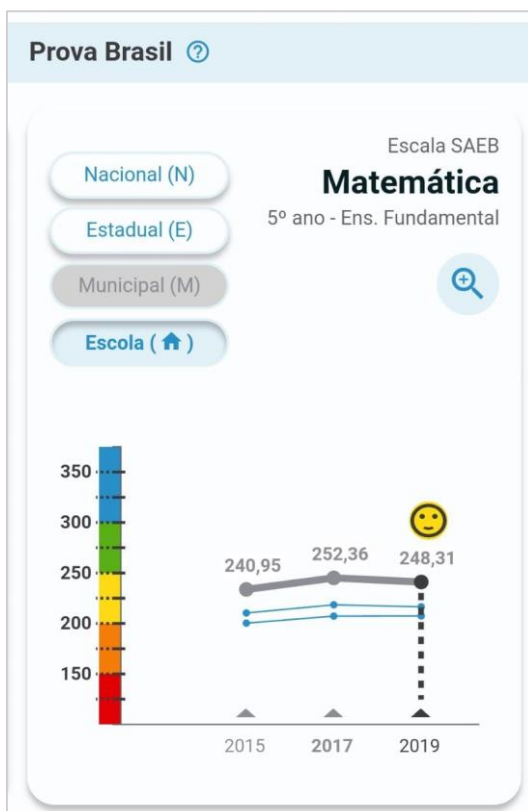 Prova Brasil ?
Nacional (N)
Estadual (E)
Municipal (M)
Escola ( )
Escala SAEB
Matemática
5º ano - Ens. Fundamental
350
300
250
200
150
240,95
252,36
248,31
2015
2017
2019